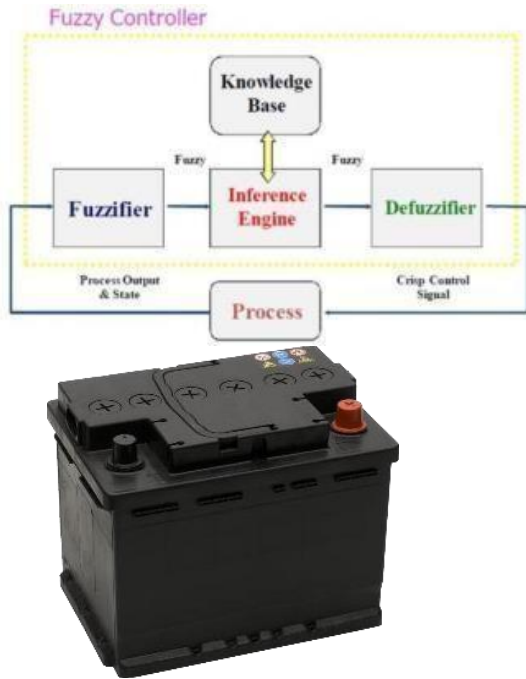 Fuzzy Controller
Knowledge
Base
Fuzzy
Fuzzy
Fuzzifier
Inference
Engine
Defuzzifier
Process Output
& State
Crisp Control
Signal
Process